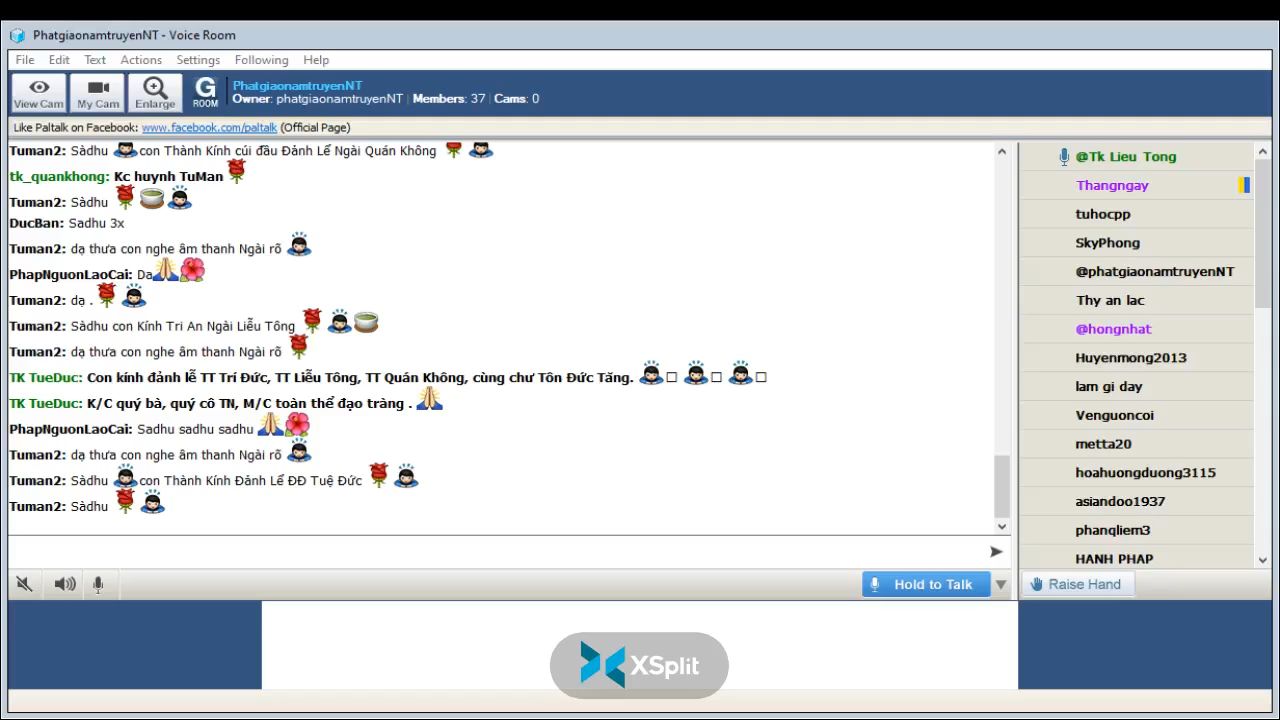 PhatgiaonamtruyenNT - Voice Room
File Edit Text Actions Settings Following Help
View Cam My Cam Enlarge G ROOM
PhatgiaonamtruyenNT
Owner: phatgiaonamtruyenNT | Members: 37 | Cams: 0
Like Paltalk on Facebook: www.facebook.com/paltalk (Official Page)
Tuman2: Sàdhu con Thành Kính cúi đầu Đảnh Lể Ngài Quán Không
tk_quankhong: Kc huynh TuMan
Tuman2: Sàdhu
DucBan: Sadhu 3x
Tuman2: dạ thưa con nghe âm thanh Ngài rõ
PhapNguonLaoCai: Da
Tuman2: dạ .
Tuman2: Sàdhu con Kính Tri An Ngài Liễu Tông
Tuman2: dạ thưa con nghe âm thanh Ngài rõ
TK TueDuc: Con kính đảnh lễ TT Trí Đức, TT Liễu Tông, TT Quán Không, cùng chư Tôn Đức Tăng.
TK TueDuc: K/C quý bà, quý cô TN, M/C toàn thể đạo tràng .
PhapNguonLaoCai: Sadhu sadhu sadhu
Tuman2: dạ thưa con nghe âm thanh Ngài rõ
Tuman2: Sàdhu con Thành Kính Đảnh Lể ĐĐ Tuệ Đức
Tuman2: Sàdhu
@Tk Lieu Tong
Thangngay
tuhocpp
SkyPhong
@phatgiaonamtruyenNT
Thy an lac
@hongnhat
Huyenmong2013
lam gi day
Venguoncoi
metta20
hoahuongduong3115
asiandoo1937
phanqliem3
HANH PHAP
Hold to Talk
Raise Hand
XSplit